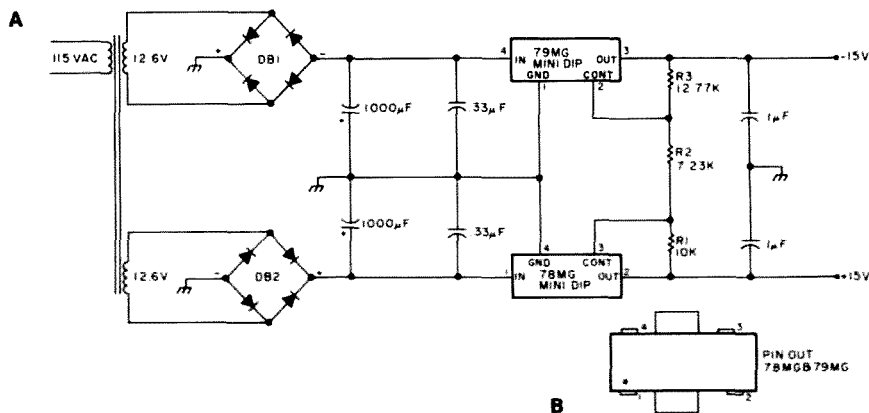 A
115 VAC
12.6V
+
DB1
-
1000µF
+
.33µF
4
IN
79MG
MINI DIP
GND
1
OUT
CONT
2
3
R3
12.77K
-15V
1µF
R2
7.23K
12.6V
-
DB2
+
1000µF
+
.33µF
1
IN
4
GND
78MG
MINI DIP
3
CONT
OUT
2
R1
10K
1µF
+15V
4
3
1
2
PIN OUT
78MG&79MG
B